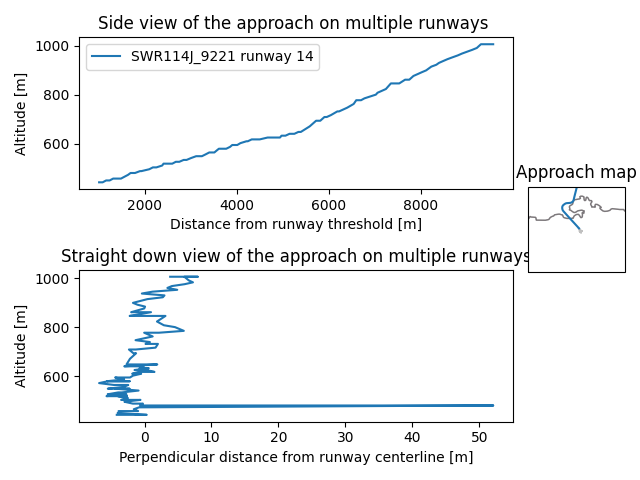 Side view of the approach on multiple runways
1000
800
600
Altitude [m]
SWR114J_9221 runway 14
2000 4000 6000 8000
Distance from runway threshold [m]
Approach map
Straight down view of the approach on multiple runways
1000
800
600
Altitude [m]
0 10 20 30 40 50
Perpendicular distance from runway centerline [m]